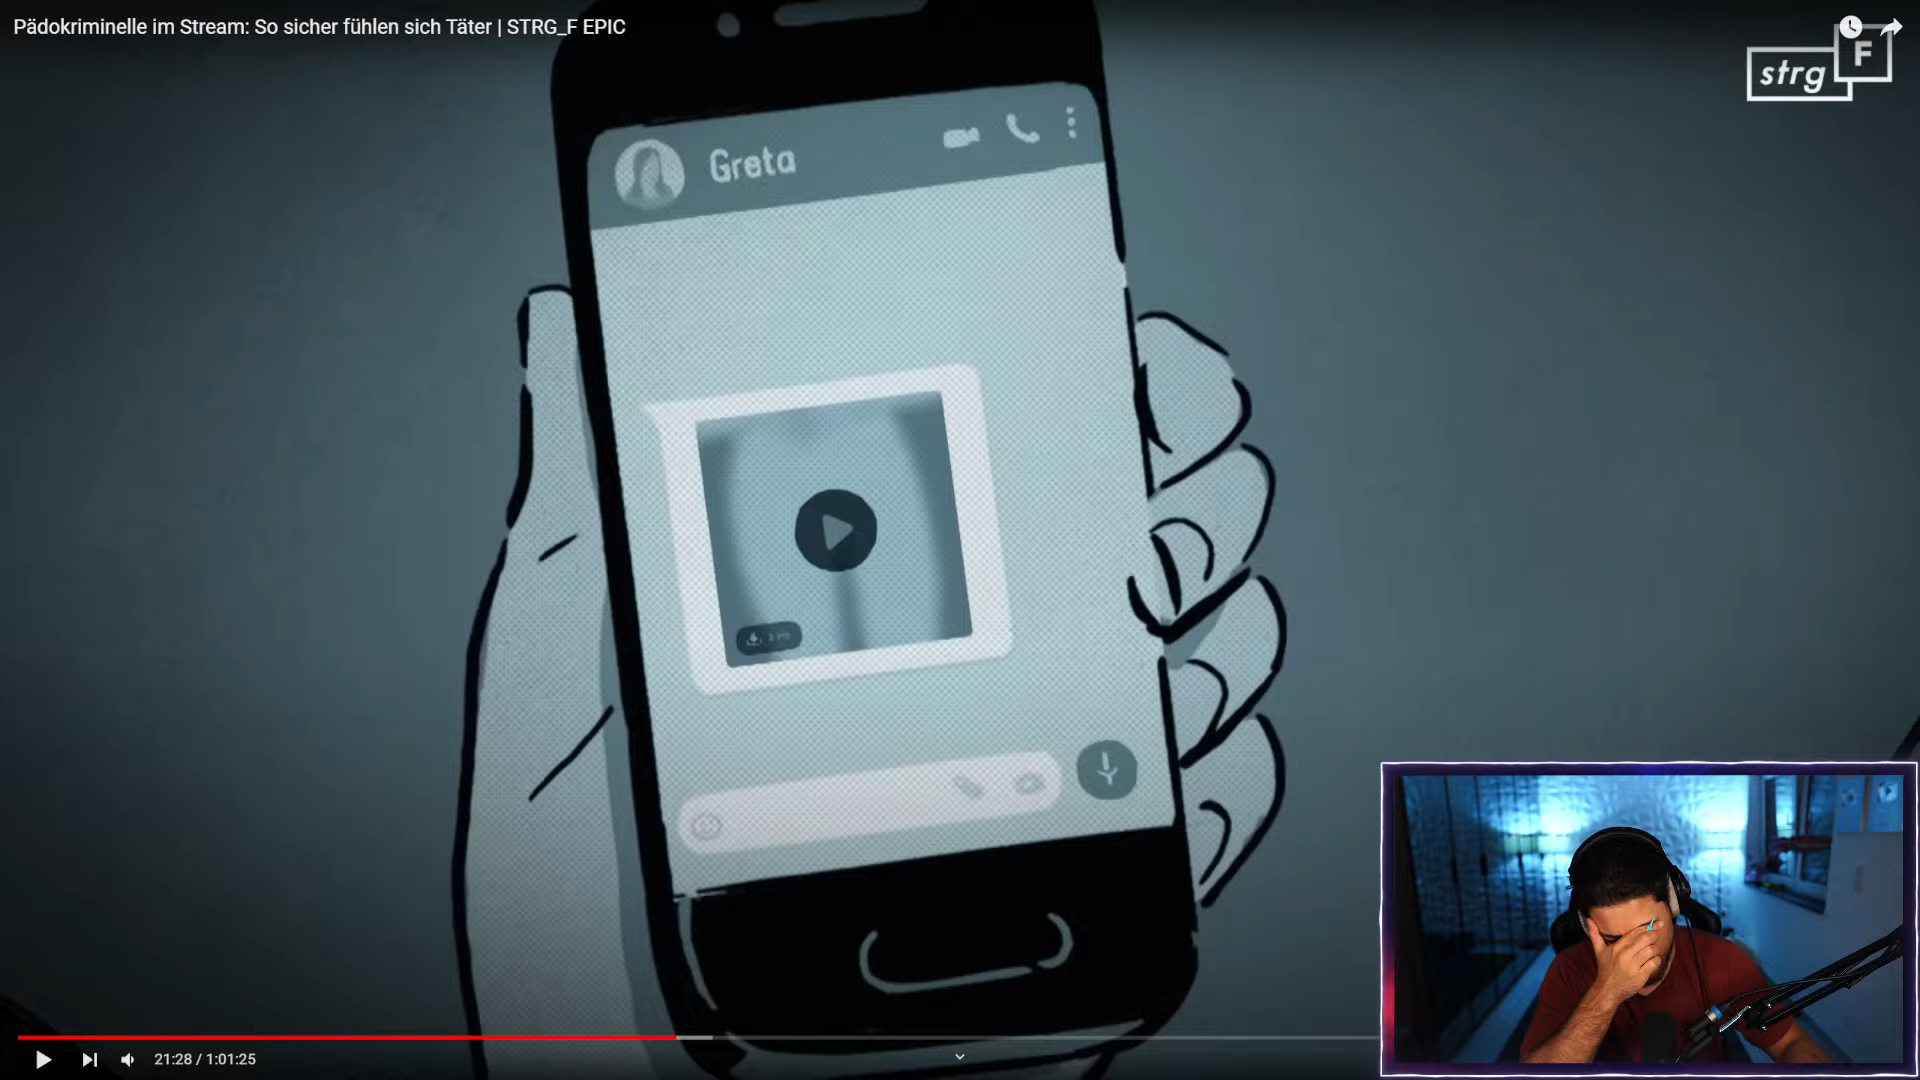 Pädokriminelle im Stream: So sicher fühlen sich Täter | STRG_F EPIC
strg
F
Greta
21:28 / 1:01:25